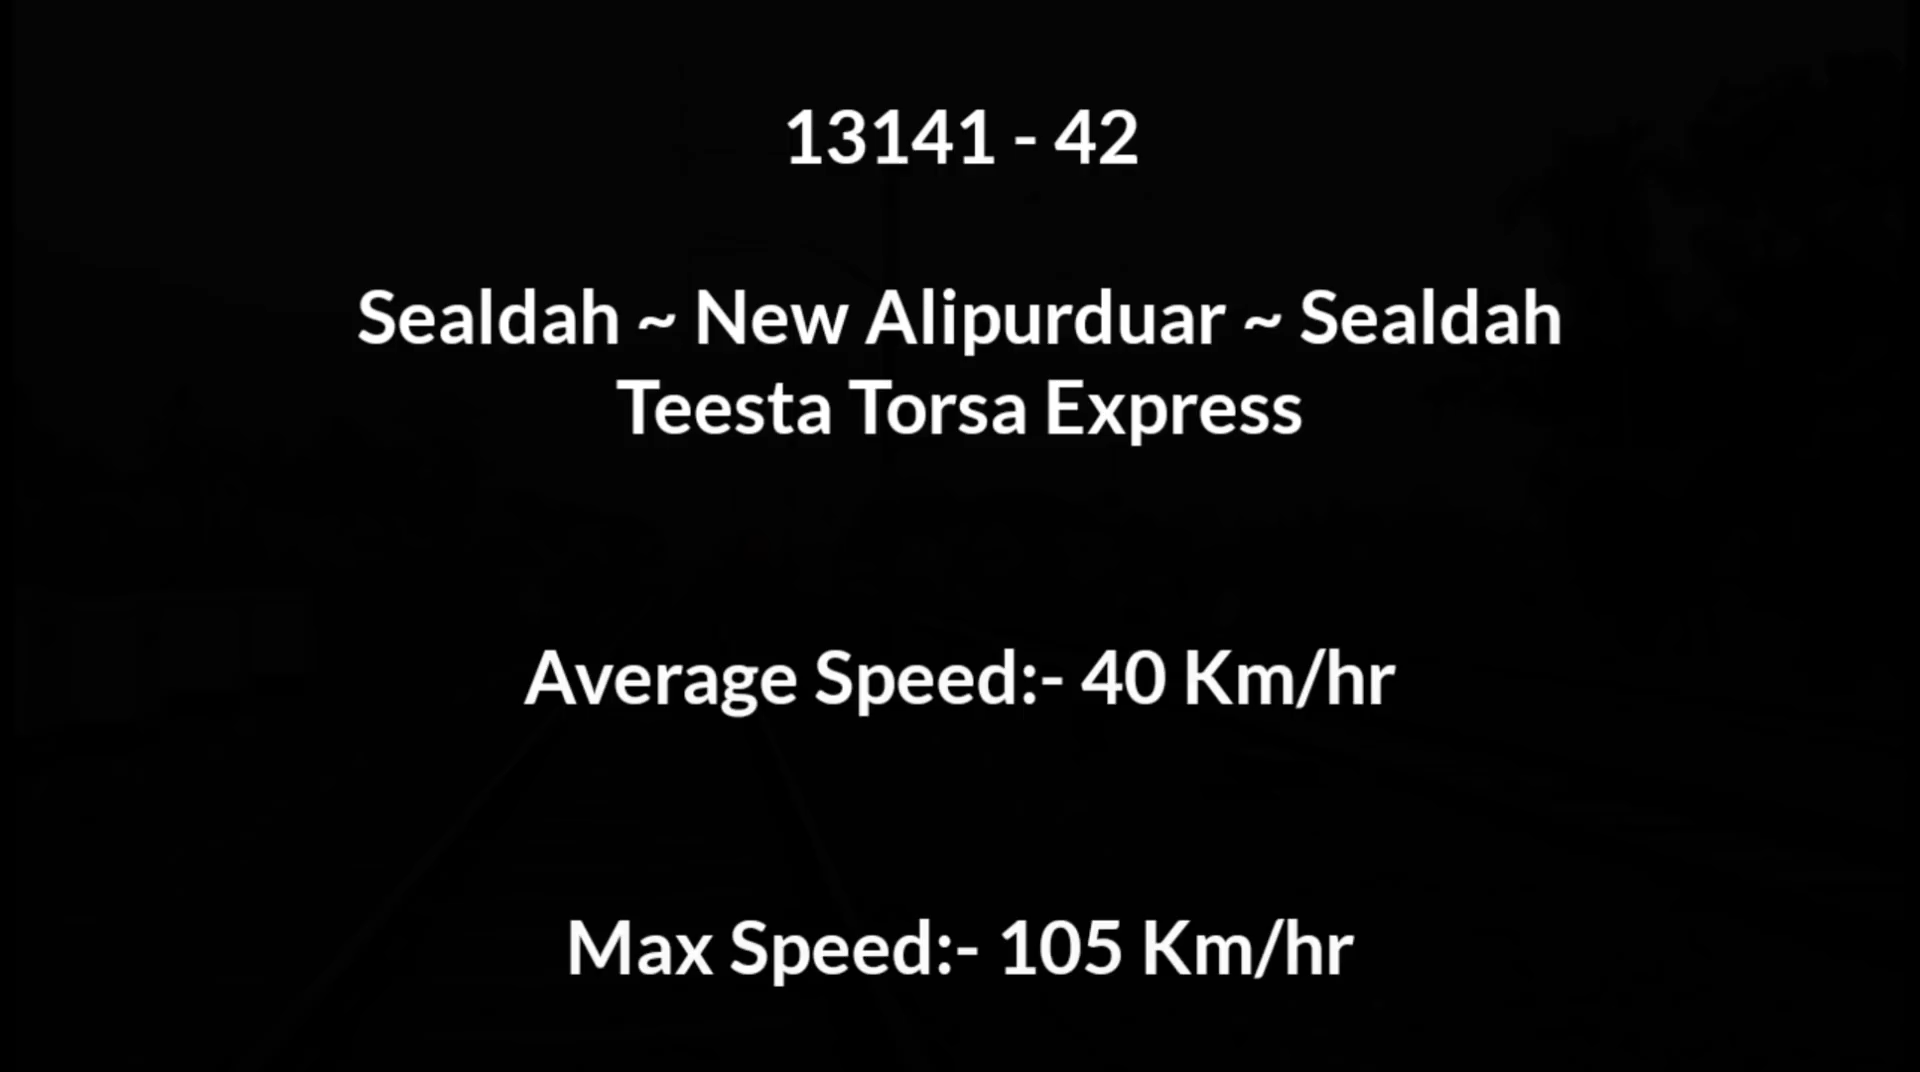 13141 - 42
Sealdah ~ New Alipurduar ~ Sealdah
Teesta Torsa Express
Average Speed:- 40 Km/hr
Max Speed:- 105 Km/hr